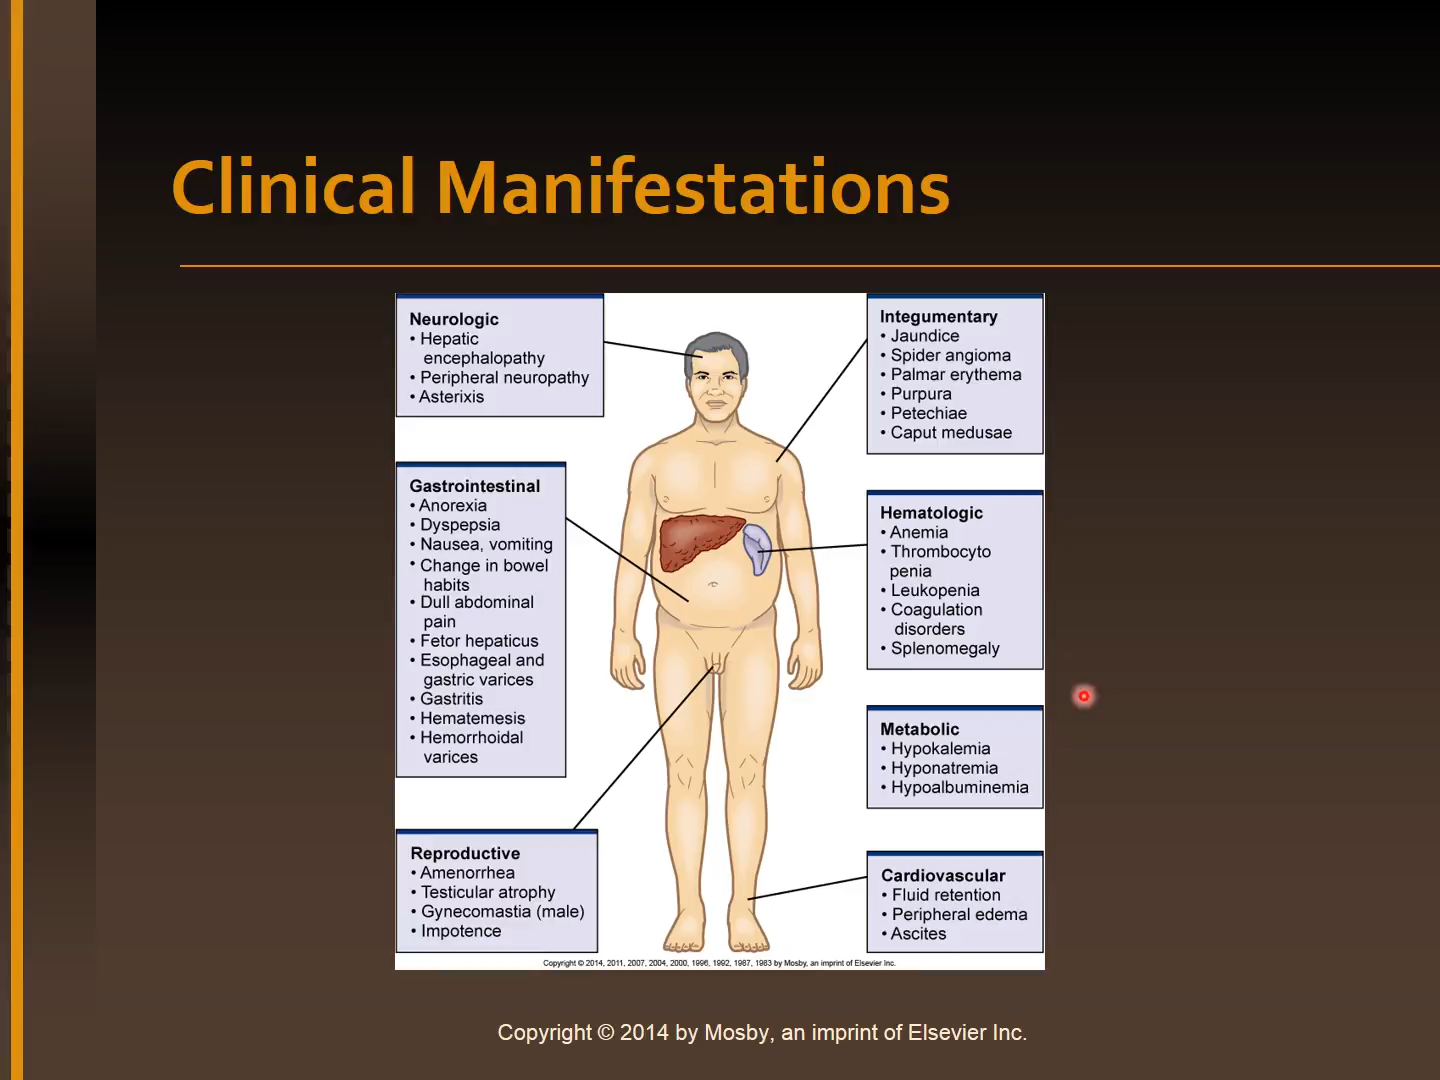 Clinical Manifestations
Neurologic
• Hepatic
encephalopathy
• Peripheral neuropathy
• Asterixis
Gastrointestinal
• Anorexia
• Dyspepsia
• Nausea, vomiting
• Change in bowel
habits
• Dull abdominal
pain
• Fetor hepaticus
• Esophageal and
gastric varices
• Gastritis
• Hematemesis
• Hemorrhoidal
varices
Reproductive
• Amenorrhea
• Testicular atrophy
• Gynecomastia (male)
• Impotence
Integumentary
• Jaundice
• Spider angioma
• Palmar erythema
• Purpura
• Petechiae
• Caput medusae
Hematologic
• Anemia
• Thrombocyto
penia
• Leukopenia
• Coagulation
disorders
• Splenomegaly
Metabolic
• Hypokalemia
• Hyponatremia
• Hypoalbuminemia
Cardiovascular
• Fluid retention
• Peripheral edema
• Ascites
Copyright © 2014, 2011, 2007, 2004, 2000, 1996, 1992, 1987, 1983 by Mosby, an imprint of Elsevier Inc.
Copyright © 2014 by Mosby, an imprint of Elsevier Inc.